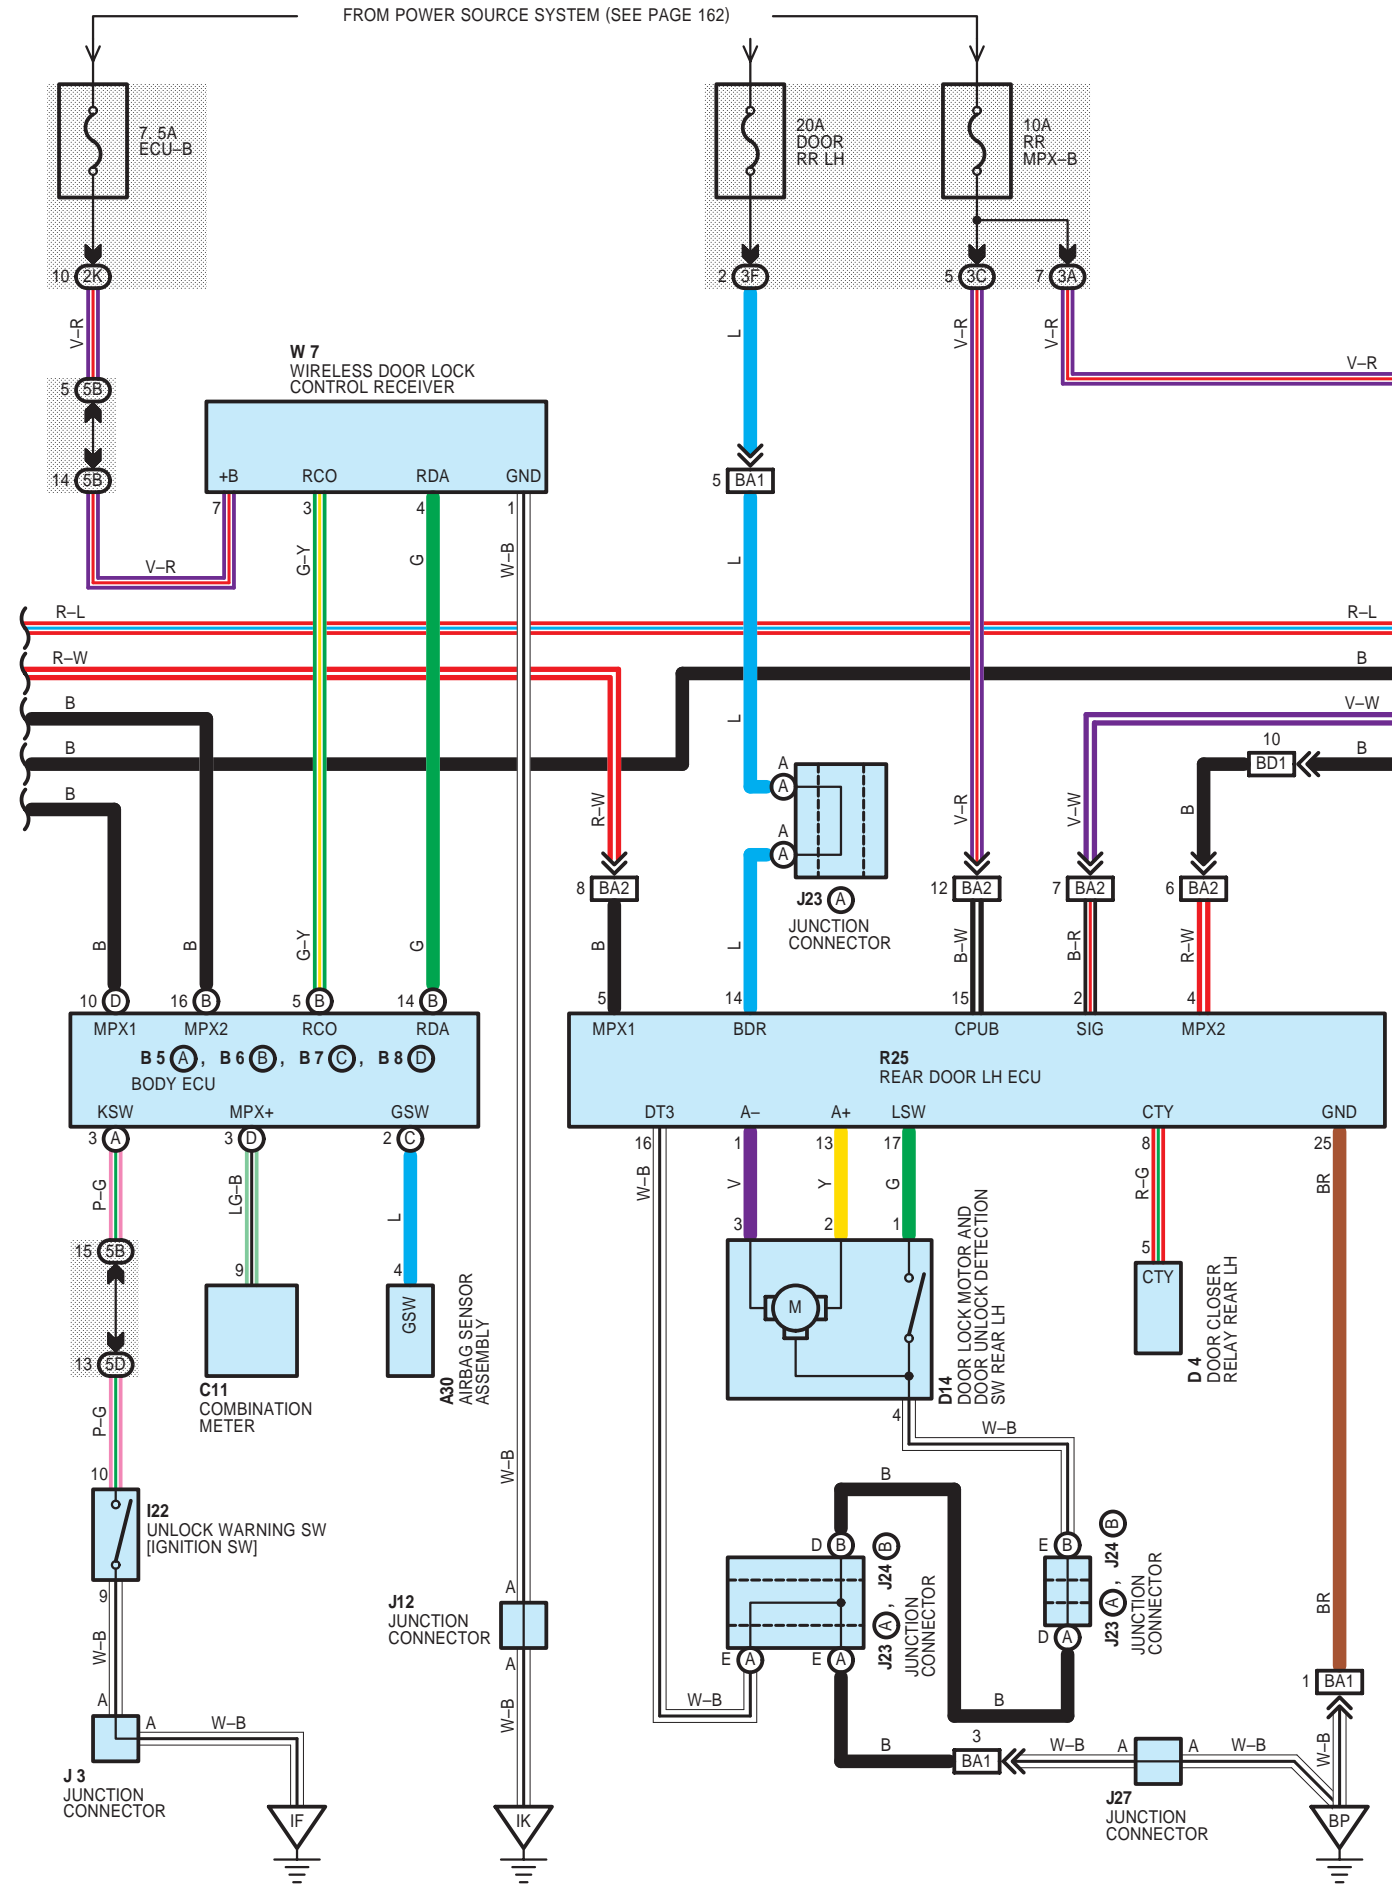 FROM POWER SOURCE SYSTEM (SEE PAGE 162)
7. 5A
ECU–B
20A
DOOR
RR LH
10A
RR
MPX–B
10 2K
2 3F
5 3C
7 3A
V–R
L
V–R
V–R
V–R
W 7
WIRELESS DOOR LOCK
CONTROL RECEIVER
5 5B
14 5B
+B
RCO
RDA
GND
5 BA1
7
3
4
1
V–R
G–Y
G
W–B
L
R–L
R–L
R–W
B
B
V–W
B
L
10
BD1
B
B
A
A
A
A
R–W
V–R
V–W
B
8 BA2
12 BA2
7 BA2
6 BA2
J23 A
JUNCTION
CONNECTOR
B
B
G–Y
G
B
L
B–W
B–R
R–W
10 D
16 B
5 B
14 B
5
14
15
2
4
MPX1
MPX2
RCO
RDA
MPX1
BDR
CPUB
SIG
MPX2
B 5 A , B 6 B , B 7 C , B 8 D
BODY ECU
R25
REAR DOOR LH ECU
KSW
MPX+
GSW
DT3
A–
A+
LSW
CTY
GND
3 A
3 D
2 C
16
1
13
17
8
25
P–G
LG–B
L
W–B
V
Y
G
R–G
BR
3
2
1
15 5B
9
4
5
GSW
CTY
M
13 5D
C11
COMBINATION
METER
A30
AIRBAG SENSOR
ASSEMBLY
D14
DOOR LOCK MOTOR AND
DOOR UNLOCK DETECTION
SW REAR LH
D 4
DOOR CLOSER
RELAY REAR LH
P–G
4
W–B
10
W–B
B
I22
UNLOCK WARNING SW
[IGNITION SW]
D B
E B
J23 A , J24 B
JUNCTION
CONNECTOR
J23 A , J24 B
JUNCTION
CONNECTOR
9
A
J12
JUNCTION
CONNECTOR
W–B
BR
D A
E A
E A
A
1 BA1
A
W–B
W–B
B
A
W–B
B
3
BA1
W–B
A
A
W–B
W–B
J 3
JUNCTION
CONNECTOR
J27
JUNCTION
CONNECTOR
IF
IK
BP